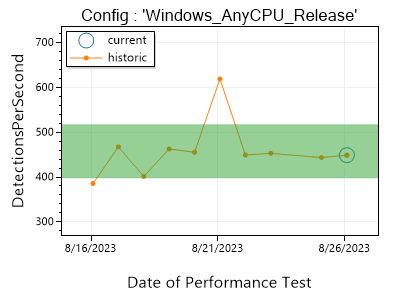 Config : 'Windows_AnyCPU_Release'
current
historic
DetectionsPerSecond
700
600
500
400
300
8/16/2023
8/21/2023
8/26/2023
Date of Performance Test